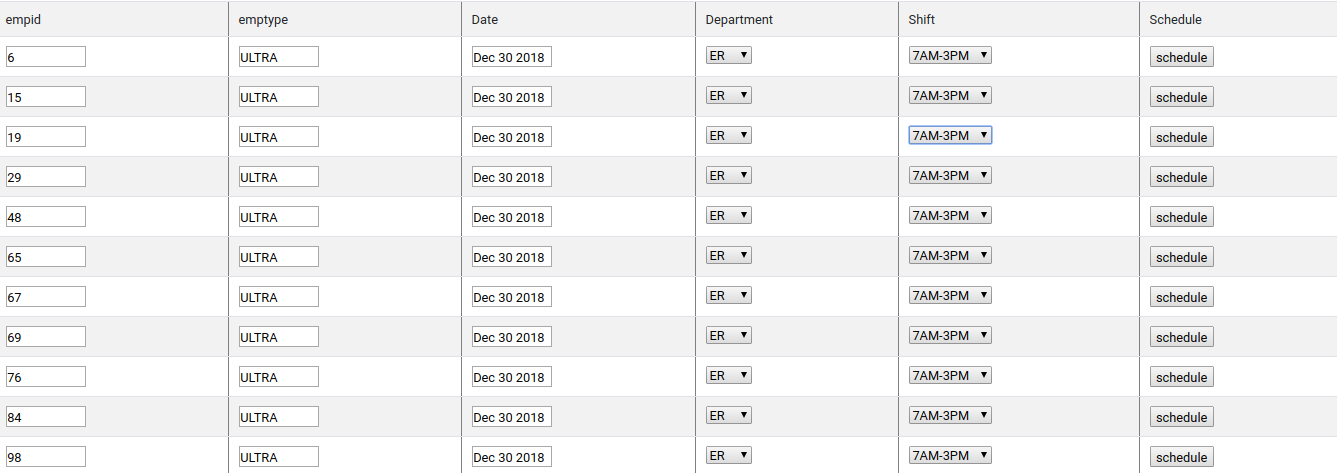 empid emptype Date Department Shift Schedule
6 ULTRA Dec 30 2018 ER 7AM-3PM schedule
15 ULTRA Dec 30 2018 ER 7AM-3PM schedule
19 ULTRA Dec 30 2018 ER 7AM-3PM schedule
29 ULTRA Dec 30 2018 ER 7AM-3PM schedule
48 ULTRA Dec 30 2018 ER 7AM-3PM schedule
65 ULTRA Dec 30 2018 ER 7AM-3PM schedule
67 ULTRA Dec 30 2018 ER 7AM-3PM schedule
69 ULTRA Dec 30 2018 ER 7AM-3PM schedule
76 ULTRA Dec 30 2018 ER 7AM-3PM schedule
84 ULTRA Dec 30 2018 ER 7AM-3PM schedule
98 ULTRA Dec 30 2018 ER 7AM-3PM schedule